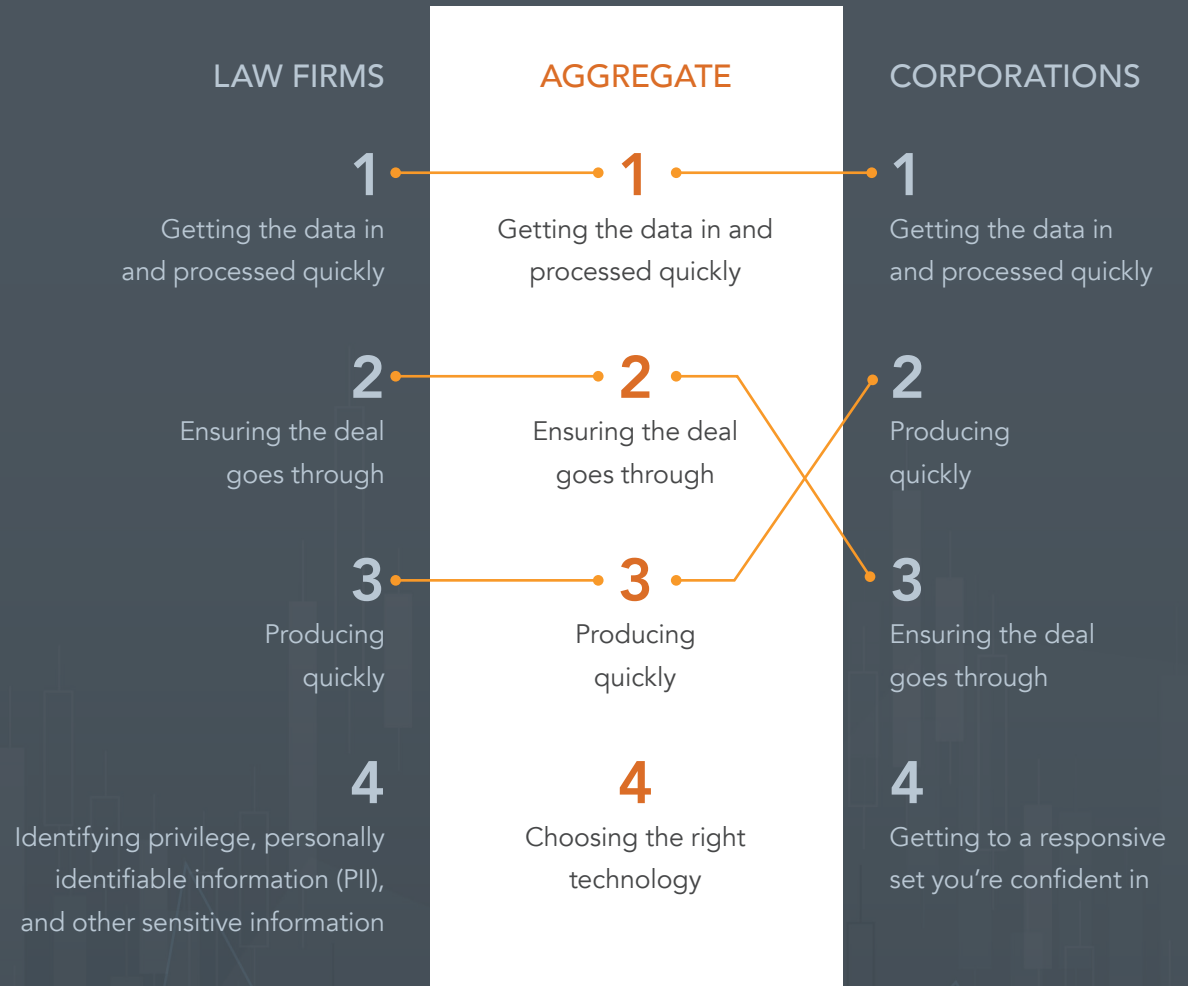 LAW FIRMS
1
Getting the data in
and processed quickly
2
Ensuring the deal
goes through
3
Producing
quickly
4
Identifying privilege, personally
identifiable information (PII),
and other sensitive information
AGGREGATE
1
Getting the data in and
processed quickly
2
Ensuring the deal
goes through
3
Producing
quickly
4
Choosing the right
technology
CORPORATIONS
1
Getting the data in
and processed quickly
2
Producing
quickly
3
Ensuring the deal
goes through
4
Getting to a responsive
set you’re confident in